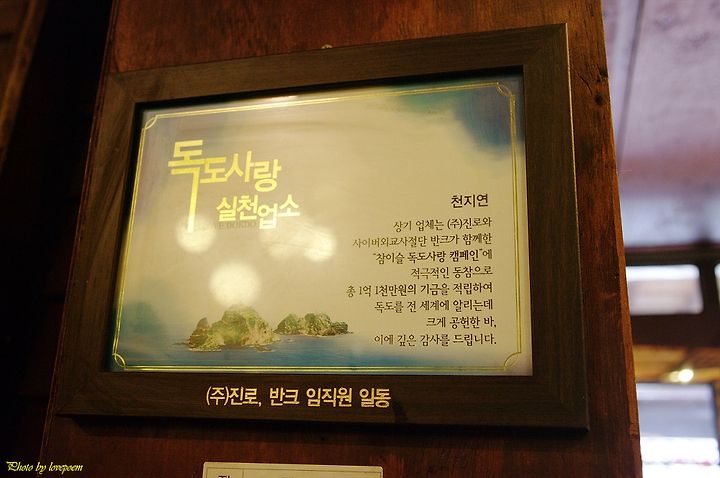 독도사랑
실천업소
LOVE DOKDO
천지연
상기 업체는 (주)진로와
사이버외교사절단 반크가 함께한
"참이슬 독도사랑 캠페인"에
적극적인 동참으로
총 1억 1천만원의 기금을 적립하여
독도를 전 세계에 알리는데
크게 공헌한 바,
이에 깊은 감사를 드립니다.
(주)진로, 반크 임직원 일동
Photo by lovepoem